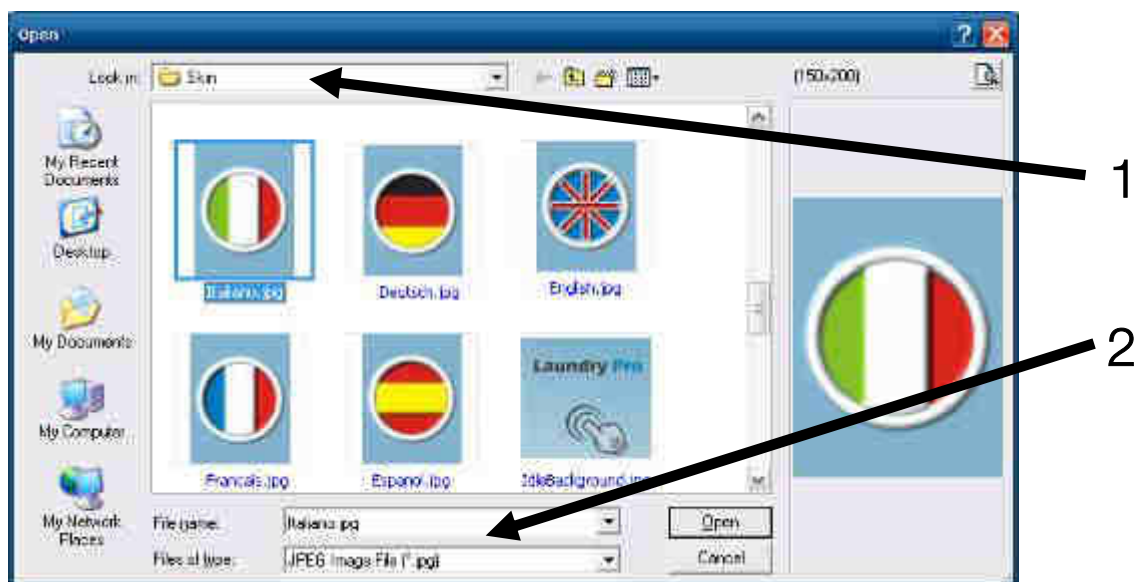 Open
Look in: Skin (150x200)
1
My Recent
Documents
Desktop
My Documents
My Computer
My Network
Places
Italiano.jpg
Deutsch.jpg
English.jpg
Laundry Pro
Francais.jpg
Espanol.jpg
IdleBackground.jpg
2
File name: Italiano.jpg Open
Files of type: JPEG Image File (*.jpg) Cancel